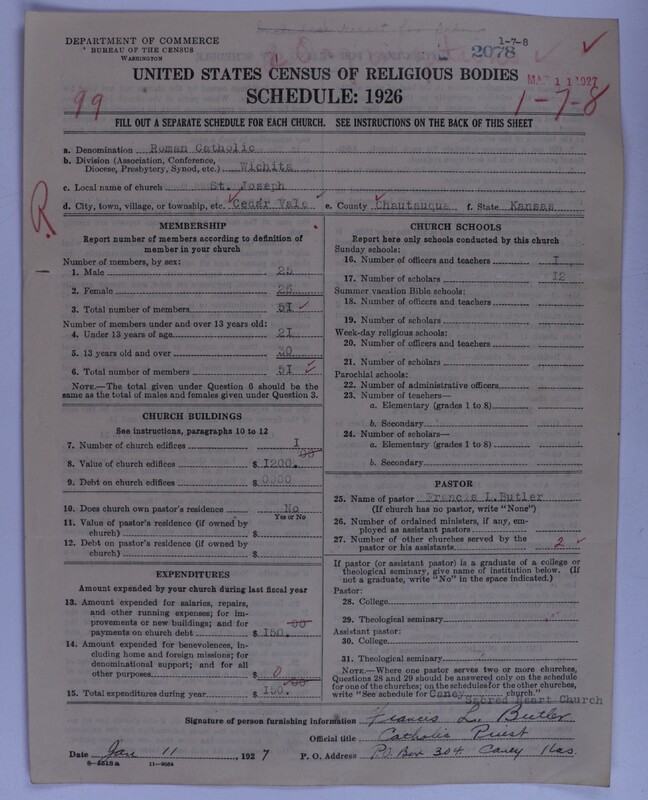 DEPARTMENT OF COMMERCE
BUREAU OF THE CENSUS
WASHINGTON
1-7-8
2078
UNITED STATES CENSUS OF RELIGIOUS BODIES
MAR 11 1927
SCHEDULE: 1926
99
1-7-8
FILL OUT A SEPARATE SCHEDULE FOR EACH CHURCH. SEE INSTRUCTIONS ON THE BACK OF THIS SHEET
a. Denomination Roman Catholic
b. Division (Association, Conference,
Diocese, Presbytery, Synod, etc.) Wichita
c. Local name of church St. Joseph
d. City, town, village, or township, etc. Cedar Vale e. County Chautauqua f. State Kansas
R
MEMBERSHIP
Report number of members according to definition of
member in your church
Number of members, by sex:
1. Male 25
2. Female 26
3. Total number of members 51
Number of members under and over 13 years old:
4. Under 13 years of age 21
5. 13 years old and over 30
6. Total number of members 51
NOTE.—The total given under Question 6 should be the
same as the total of males and females given under Question 3.
CHURCH BUILDINGS
See instructions, paragraphs 10 to 12
7. Number of church edifices 1
8. Value of church edifices $ 1200.00
9. Debt on church edifices $ 0000
10. Does church own pastor's residence No
Yes or No
11. Value of pastor's residence (if owned by
church) $
12. Debt on pastor's residence (if owned by
church) $
EXPENDITURES
Amount expended by your church during last fiscal year
13. Amount expended for salaries, repairs,
and other running expenses; for im-
provements or new buildings; and for
payments on church debt $ 150.00
14. Amount expended for benevolences, in-
cluding home and foreign missions; for
denominational support; and for all
other purposes $ 0
15. Total expenditures during year $ 150.00
CHURCH SCHOOLS
Report here only schools conducted by this church
Sunday schools:
16. Number of officers and teachers 1
17. Number of scholars 12
Summer vacation Bible schools:
18. Number of officers and teachers
19. Number of scholars
Week-day religious schools:
20. Number of officers and teachers
21. Number of scholars
Parochial schools:
22. Number of administrative officers
23. Number of teachers—
a. Elementary (grades 1 to 8)
b. Secondary
24. Number of scholars—
a. Elementary (grades 1 to 8)
b. Secondary
PASTOR
25. Name of pastor Francis L. Butler
(If church has no pastor, write "None")
26. Number of ordained ministers, if any, em-
ployed as assistant pastors
27. Number of other churches served by the
pastor or his assistants 2
If pastor (or assistant pastor) is a graduate of a college or
theological seminary, give name of institution below. (If
not a graduate, write "No" in the space indicated.)
Pastor:
28. College
29. Theological seminary
Assistant pastor:
30. College
31. Theological seminary
NOTE.—Where one pastor serves two or more churches,
Questions 28 and 29 should be answered only on the schedule
for one of the churches; on the schedules for the other churches,
write "See schedule for Caney church."
Sacred Heart Church
Signature of person furnishing information Francis L. Butler
Official title Catholic Priest
Date Jan 11, 1927 P. O. Address P.O. Box 304 Caney Kas.
8-5518a 11-9054